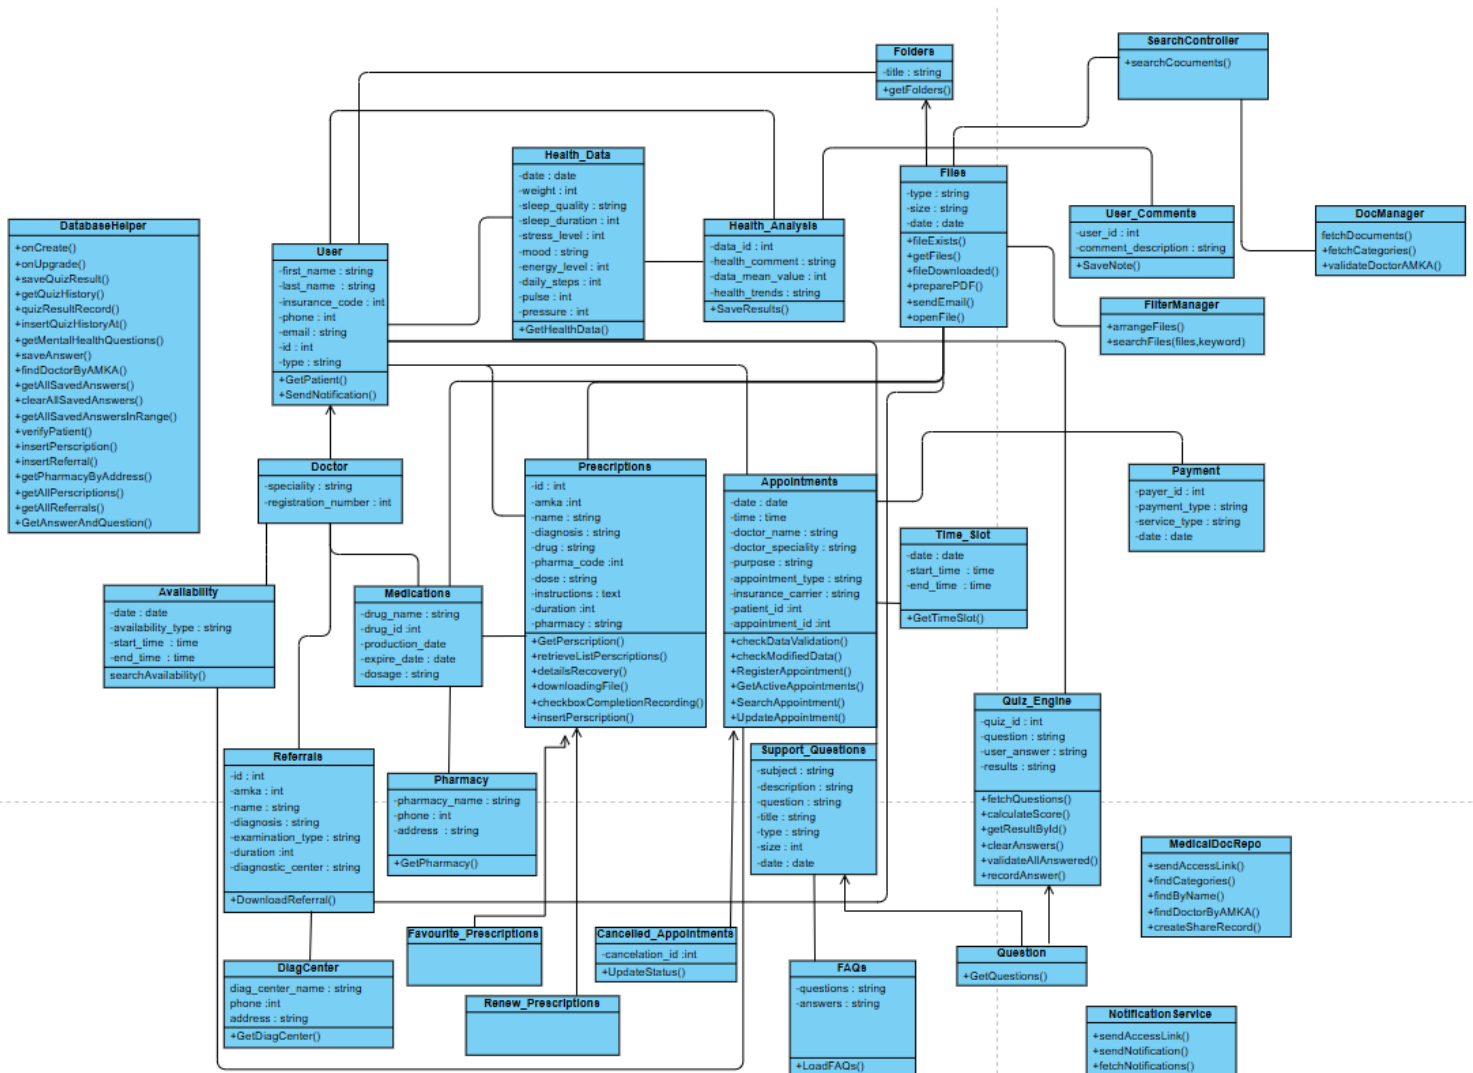 Folders
-title : string
+getFolders()
SearchController
+searchCocuments()
Health_Data
-date : date
-weight : int
-sleep_quality : string
-sleep_duration : int
-stress_level : int
-mood : string
-energy_level : int
-daily_steps : int
-pulse : int
-pressure : int
+GetHealthData()
Files
-type : string
-size : string
-date : date
+fileExists()
+getFiles()
+fileDownloaded()
+preparePDF()
+sendEmail()
+openFile()
DatabaseHelper
+onCreate()
+onUpgrade()
+saveQuizResult()
+getQuizHistory()
+quizResultRecord()
+insertQuizHistoryAt()
+getMentalHealthQuestions()
+saveAnswer()
+findDoctorByAMKA()
+getAllSavedAnswers()
+clearAllSavedAnswers()
+getAllSavedAnswersInRange()
+verifyPatient()
+insertPerscription()
+insertReferral()
+getPharmacyByAddress()
+getAllPerscriptions()
+getAllReferrals()
+GetAnswerAndQuestion()
User
-first_name : string
-last_name : string
-insurance_code : int
-phone : int
-email : string
-id : int
-type : string
+GetPatient()
+SendNotification()
Health_Analysis
-data_id : int
-health_comment : string
-data_mean_value : int
-health_trends : string
+SaveResults()
User_Comments
-user_id : int
-comment_description : string
+SaveNote()
DocManager
fetchDocuments()
+fetchCategories()
+validateDoctorAMKA()
FilterManager
+arrangeFiles()
+searchFiles(files,keyword)
Doctor
-speciality : string
-registration_number : int
Prescriptions
-id : int
-amka :int
-name : string
-diagnosis : string
-drug : string
-pharma_code :int
-dose : string
-instructions : text
-duration :int
-pharmacy : string
+GetPerscription()
+retrieveListPerscriptions()
+detailsRecovery()
+downloadingFile()
+checkboxCompletionRecording()
+insertPerscription()
Appointments
-date : date
-time : time
-doctor_name : string
-doctor_speciality : string
-purpose : string
-appointment_type : string
-insurance_carrier : string
-patient_id :int
-appointment_id :int
+checkDataValidation()
+checkModifiedData()
+RegisterAppointment()
+GetActiveAppointments()
+SearchAppointment()
+UpdateAppointment()
Payment
-payer_id : int
-payment_type : string
-service_type : string
-date : date
Time_Slot
-date : date
-start_time : time
-end_time : time
+GetTimeSlot()
Availability
-date : date
-availability_type : string
-start_time : time
-end_time : time
searchAvailability()
Medications
-drug_name : string
-drug_id :int
-production_date
-expire_date : date
-dosage : string
Quiz_Engine
-quiz_id : int
-question : string
-user_answer : string
-results : string
+fetchQuestions()
+calculateScore()
+getResultById()
+clearAnswers()
+validateAllAnswered()
+recordAnswer()
Referrals
-id : int
-amka : int
-name : string
-diagnosis : string
-examination_type : string
-duration :int
-diagnostic_center : string
+DownloadReferral()
Pharmacy
-pharmacy_name : string
-phone : int
-address : string
+GetPharmacy()
Support_Questions
-subject : string
-description : string
-question : string
-title : string
-type : string
-size : int
-date : date
MedicalDocRepo
+sendAccessLink()
+findCategories()
+findByName()
+findDoctorByAMKA()
+createShareRecord()
Favourite_Prescriptions
Cancelled_Appointments
-cancelation_id :int
+UpdateStatus()
Question
+GetQuestions()
DiagCenter
diag_center_name : string
phone :int
address : string
+GetDiagCenter()
Renew_Prescriptions
FAQs
-questions : string
-answers : string
+LoadFAQs()
NotificationService
+sendAccessLink()
+sendNotification()
+fetchNotifications()